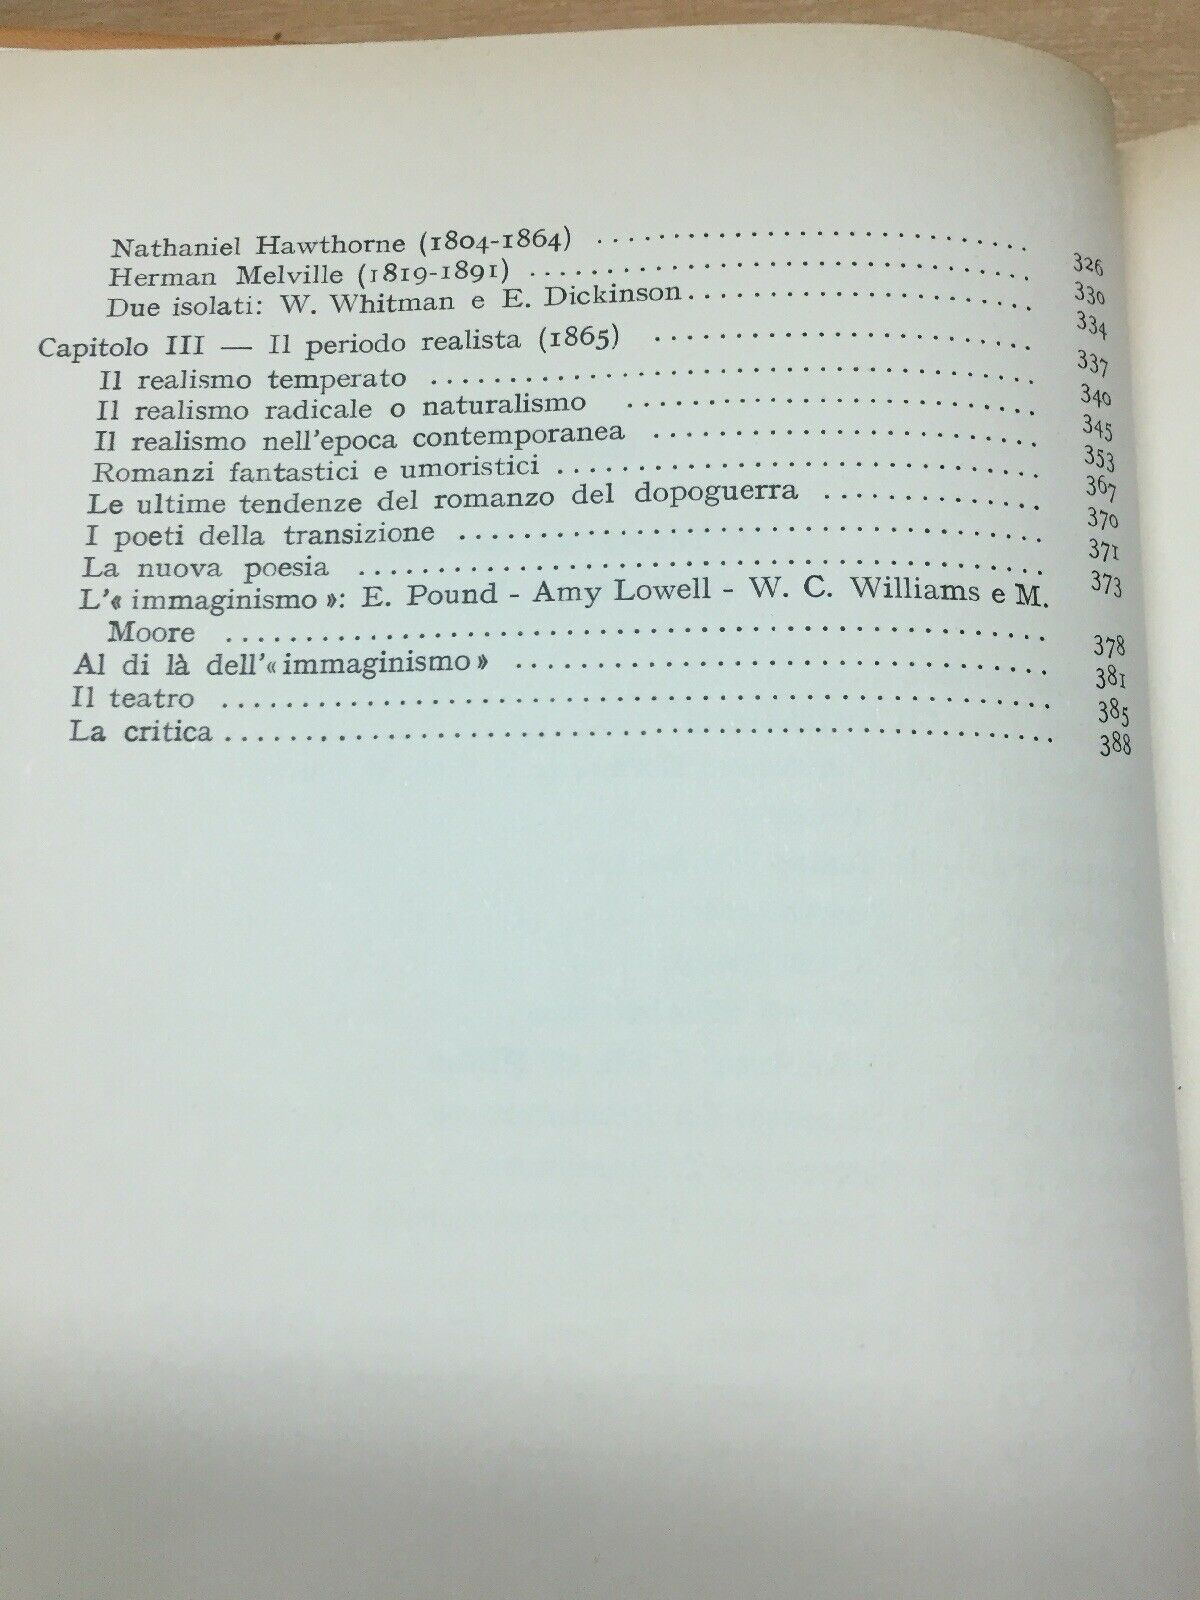 Nathaniel Hawthorne (1804-1864) ............................ 326
Herman Melville (1819-1891) ................................. 330
Due isolati: W. Whitman e E. Dickinson....................... 334
Capitolo III — Il periodo realista (1865) ......................... 337
Il realismo temperato ....................................... 340
Il realismo radicale o naturalismo ........................... 345
Il realismo nell'epoca contemporanea ......................... 353
Romanzi fantastici e umoristici ................................ 367
Le ultime tendenze del romanzo del dopoguerra .............. 370
I poeti della transizione ...................................... 371
La nuova poesia ............................................. 373
L'« immaginismo »: E. Pound - Amy Lowell - W. C. Williams e M.
Moore ..................................................... 378
Al di là dell'« immaginismo » .................................. 381
Il teatro ..................................................... 385
La critica ..................................................... 388